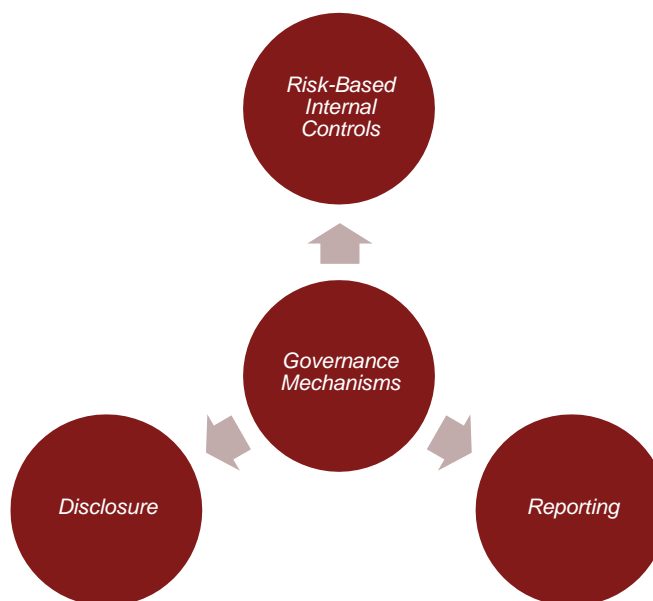 Risk-Based
Internal
Controls
Governance
Mechanisms
Disclosure
Reporting